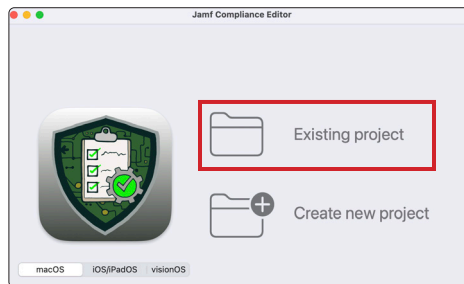 Jamf Compliance Editor
Existing project
Create new project
macOS iOS/iPadOS visionOS